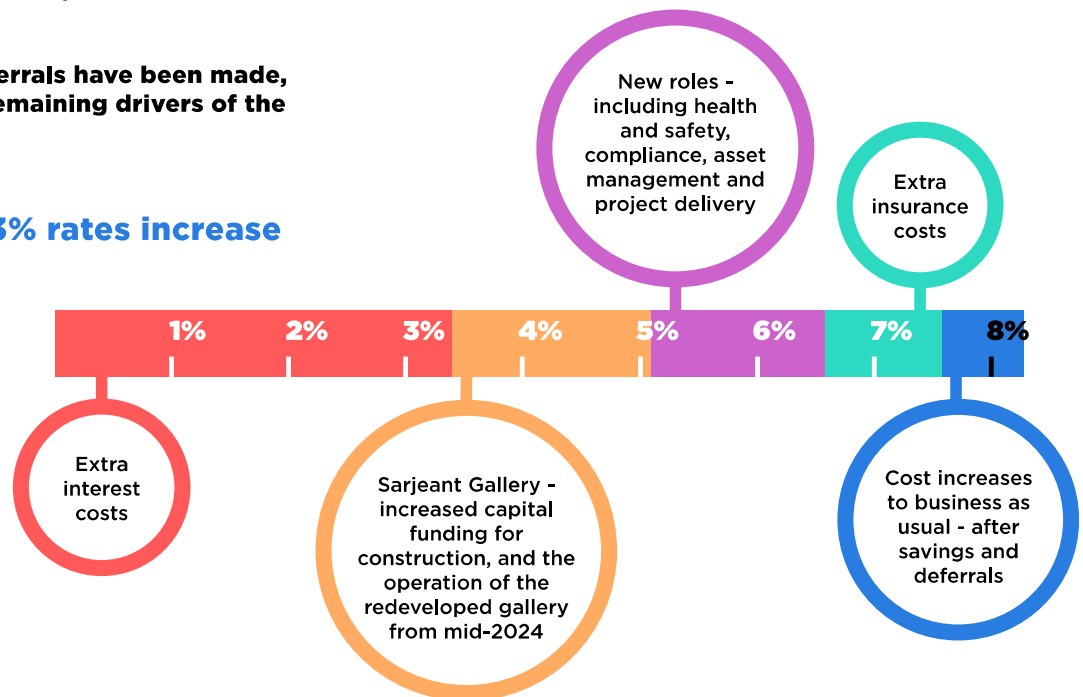 errals have been made,
emaining drivers of the
3% rates increase
New roles -
including health
and safety,
compliance, asset
management and
project delivery
Extra
insurance
costs
1% 2% 3% 4% 5% 6% 7% 8%
Extra
interest
costs
Sarjeant Gallery -
increased capital
funding for
construction, and the
operation of the
redeveloped gallery
from mid-2024
Cost increases
to business as
usual - after
savings and
deferrals